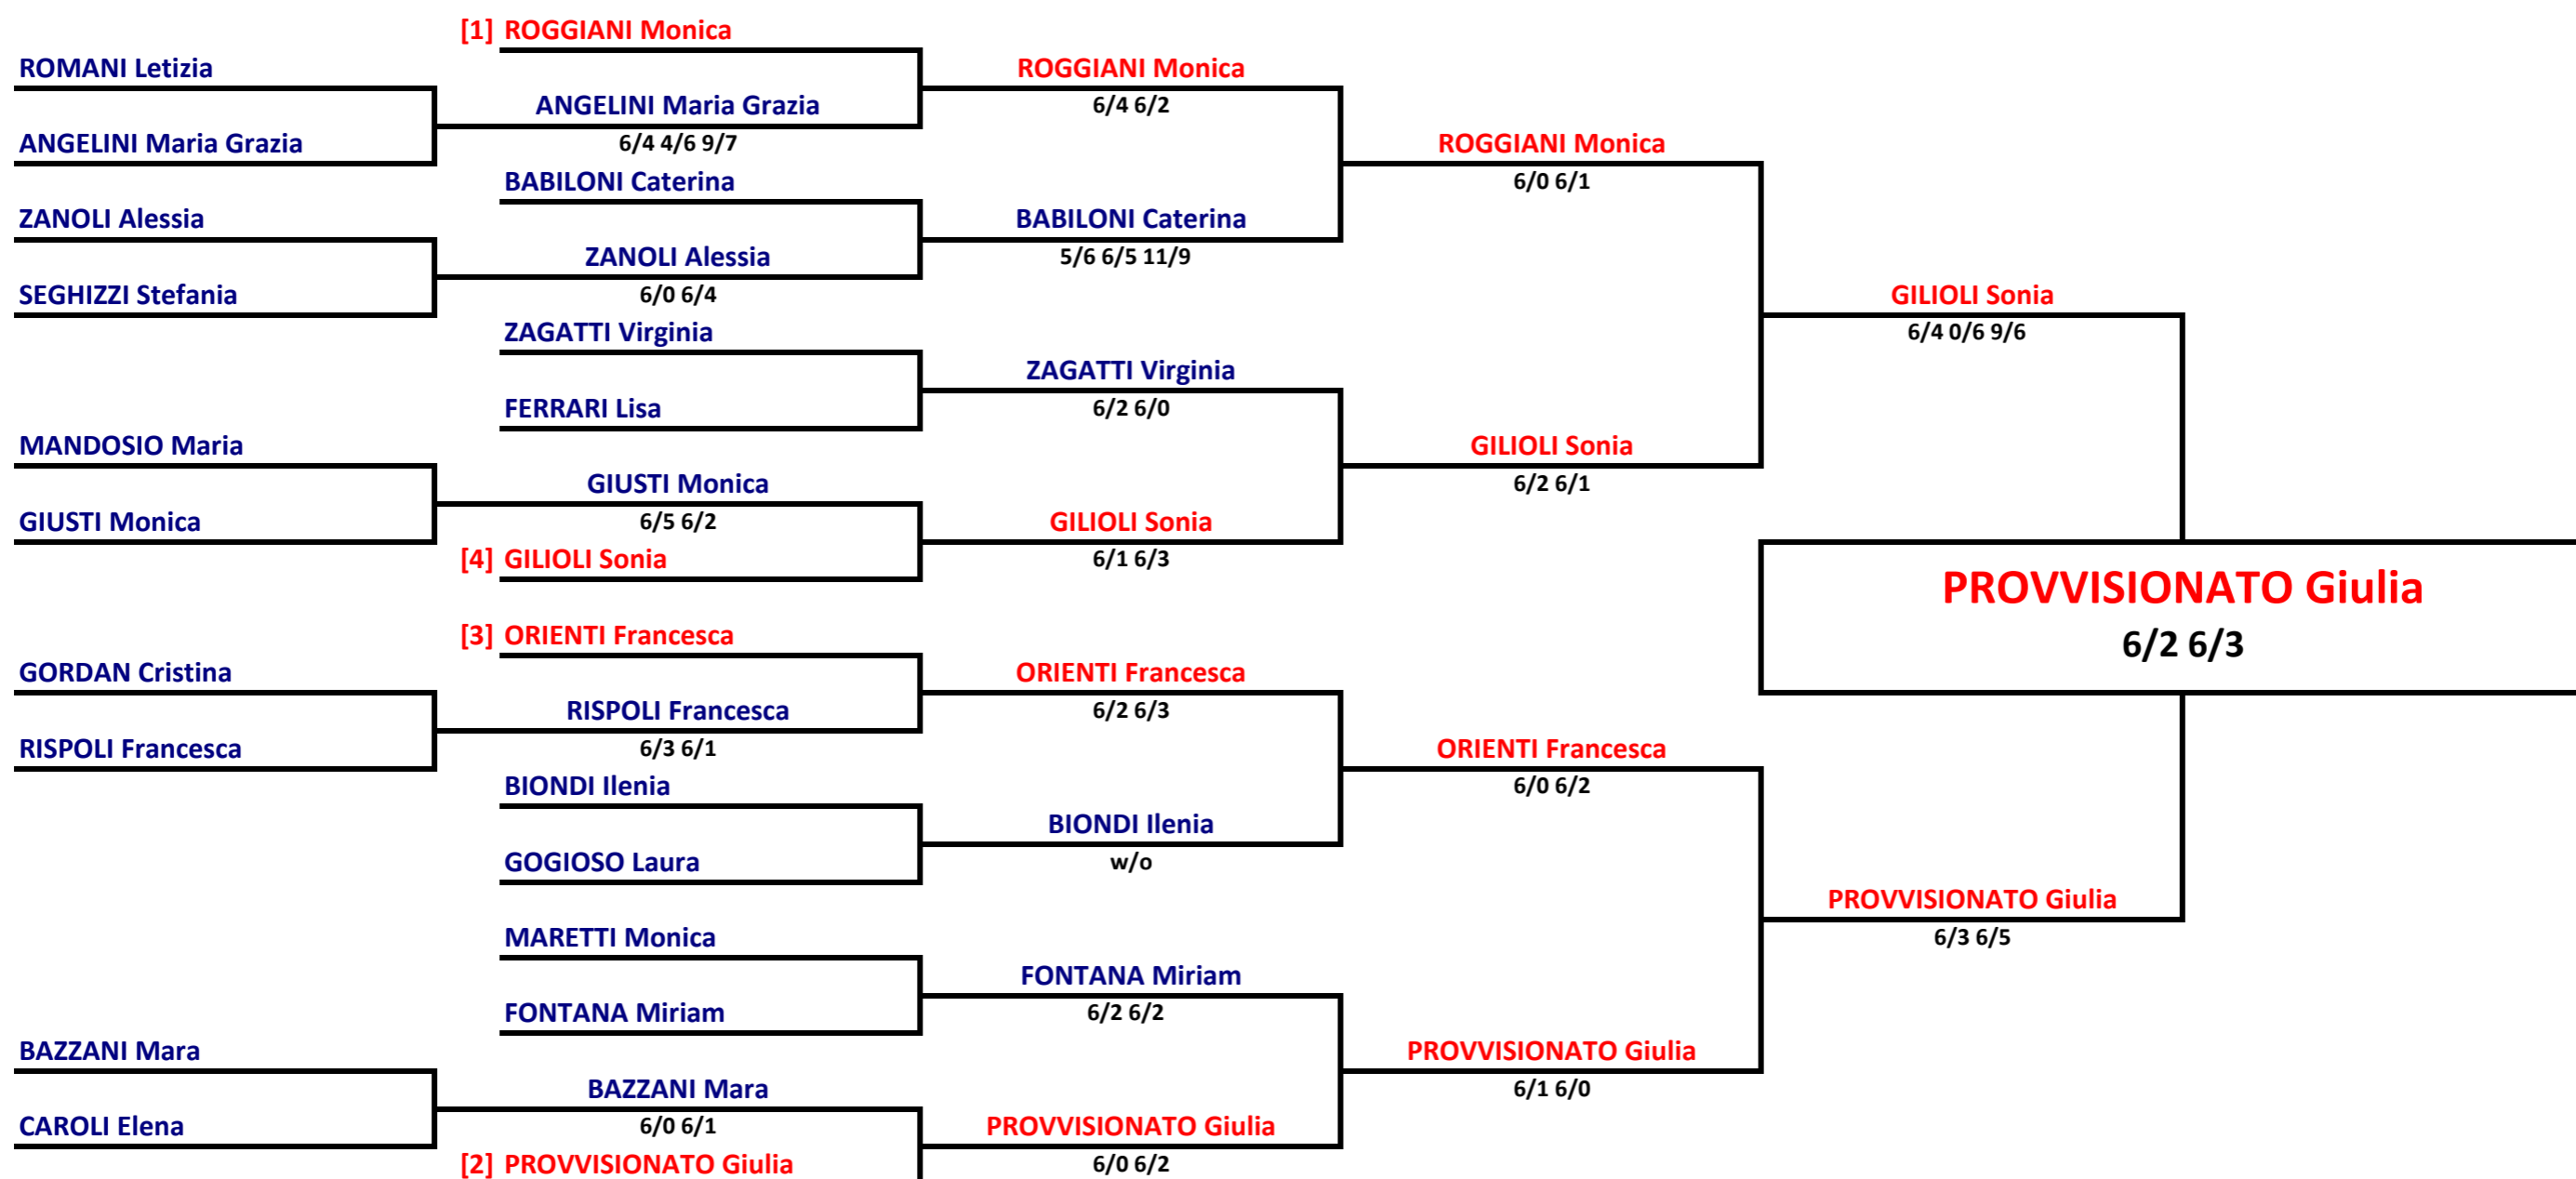 [1] ROGGIANI Monica
ROMANI Letizia
ROGGIANI Monica
ANGELINI Maria Grazia
6/4 6/2
ANGELINI Maria Grazia
6/4 4/6 9/7
ROGGIANI Monica
BABILONI Caterina
6/0 6/1
ZANOLI Alessia
BABILONI Caterina
ZANOLI Alessia
5/6 6/5 11/9
SEGHIZZI Stefania
6/0 6/4
GILIOLI Sonia
ZAGATTI Virginia
6/4 0/6 9/6
ZAGATTI Virginia
FERRARI Lisa
6/2 6/0
MANDOSIO Maria
GILIOLI Sonia
GIUSTI Monica
6/2 6/1
GIUSTI Monica
6/5 6/2
GILIOLI Sonia
[4] GILIOLI Sonia
6/1 6/3
PROVVISIONATO Giulia
6/2 6/3
[3] ORIENTI Francesca
GORDAN Cristina
ORIENTI Francesca
RISPOLI Francesca
6/2 6/3
RISPOLI Francesca
6/3 6/1
ORIENTI Francesca
BIONDI Ilenia
6/0 6/2
BIONDI Ilenia
GOGIOSO Laura
w/o
PROVVISIONATO Giulia
MARETTI Monica
6/3 6/5
FONTANA Miriam
FONTANA Miriam
6/2 6/2
BAZZANI Mara
PROVVISIONATO Giulia
BAZZANI Mara
6/1 6/0
CAROLI Elena
6/0 6/1
PROVVISIONATO Giulia
[2] PROVVISIONATO Giulia
6/0 6/2